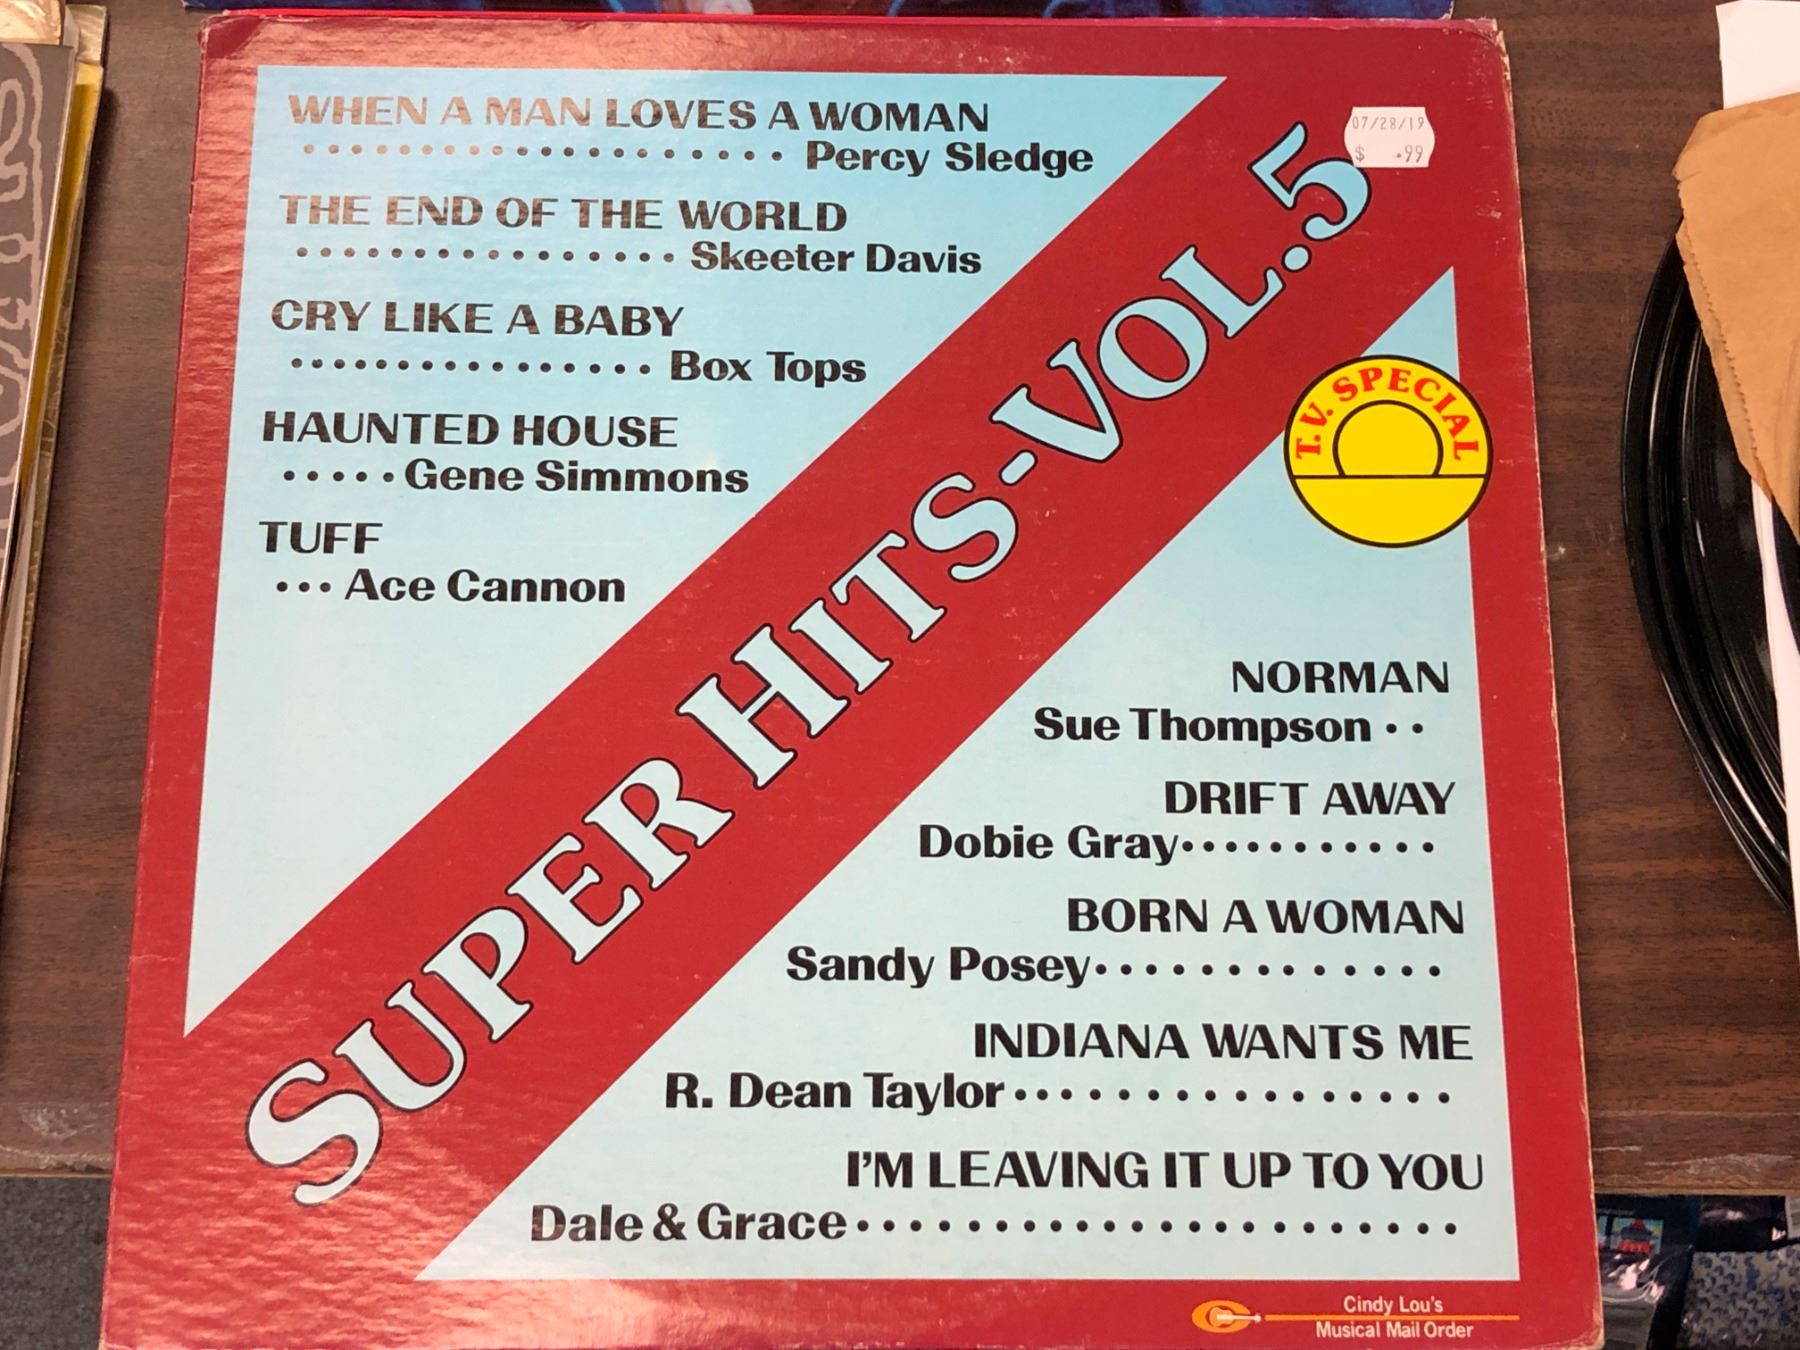 WHEN A MAN LOVES A WOMAN
.................... Percy Sledge
THE END OF THE WORLD
................ Skeeter Davis
CRY LIKE A BABY
................ Box Tops
HAUNTED HOUSE
..... Gene Simmons
TUFF
... Ace Cannon
SUPER HITS-VOL.5
07/28/19
$ .99
T.V. SPECIAL
NORMAN
Sue Thompson ..
DRIFT AWAY
Dobie Gray...........
BORN A WOMAN
Sandy Posey.............
INDIANA WANTS ME
R. Dean Taylor................
I'M LEAVING IT UP TO YOU
Dale & Grace.......................
Cindy Lou's
Musical Mail Order